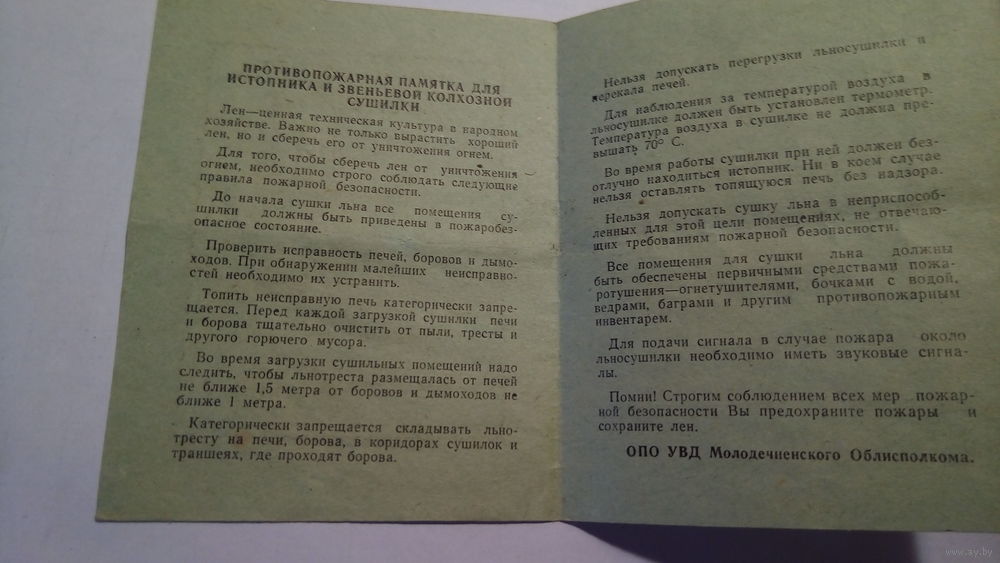 ПРОТИВОПОЖАРНАЯ ПАМЯТКА ДЛЯ
ИСТОПНИКА И ЗВЕНЬЕВОЙ КОЛХОЗНОЙ
СУШИЛКИ
Лен—ценная техническая культура в народном
хозяйстве. Важно не только вырастить хороший
лен, но и сберечь его от уничтожения огнем.
Для того, чтобы сберечь лен от уничтожения
огнем, необходимо строго соблюдать следующие
правила пожарной безопасности.
До начала сушки льна все помещения су-
шилки должны быть приведены в пожаробез-
опасное состояние.
Проверить исправность печей, боровов и дымо-
ходов. При обнаружении малейших неисправно-
стей необходимо их устранить.
Топить неисправную печь категорически запре-
щается. Перед каждой загрузкой сушилки печи
и борова тщательно очистить от пыли, тресты и
другого горючего мусора.
Во время загрузки сушильных помещений надо
следить, чтобы льнотреста размещалась от печей
не ближе 1,5 метра от боровов и дымоходов не
ближе 1 метра.
Категорически запрещается складывать льно-
тресту на печи, борова, в коридорах сушилок и
траншеях, где проходят борова.
Нельзя допускать перегрузки льносушилки и
перекала печей.
Для наблюдения за температурой воздуха в
льносушилке должен быть установлен термометр.
Температура воздуха в сушилке не должна пре-
вышать 70° С.
Во время работы сушилки при ней должен без-
отлучно находиться истопник. Ни в коем случае
нельзя оставлять топящуюся печь без надзора.
Нельзя допускать сушку льна в неприспособ-
ленных для этой цели помещениях, не отвечаю-
щих требованиям пожарной безопасности.
Все помещения для сушки льна должны
быть обеспечены первичными средствами пожа-
ротушения—огнетушителями, бочками с водой,
ведрами, баграми и другим противопожарным
инвентарем.
Для подачи сигнала в случае пожара около
льносушилки необходимо иметь звуковые сигна-
лы.
Помни! Строгим соблюдением всех мер пожар-
ной безопасности Вы предохраните пожары и
сохраните лен.
ОПО УВД Молодечненского Облисполкома.
www.ay.by